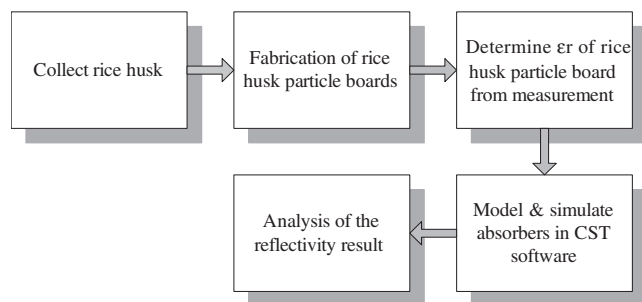 Collect rice husk
Fabrication of rice
husk particle boards
Determine εr of rice
husk particle board
from measurement
Model & simulate
absorbers in CST
software
Analysis of the
reflectivity result